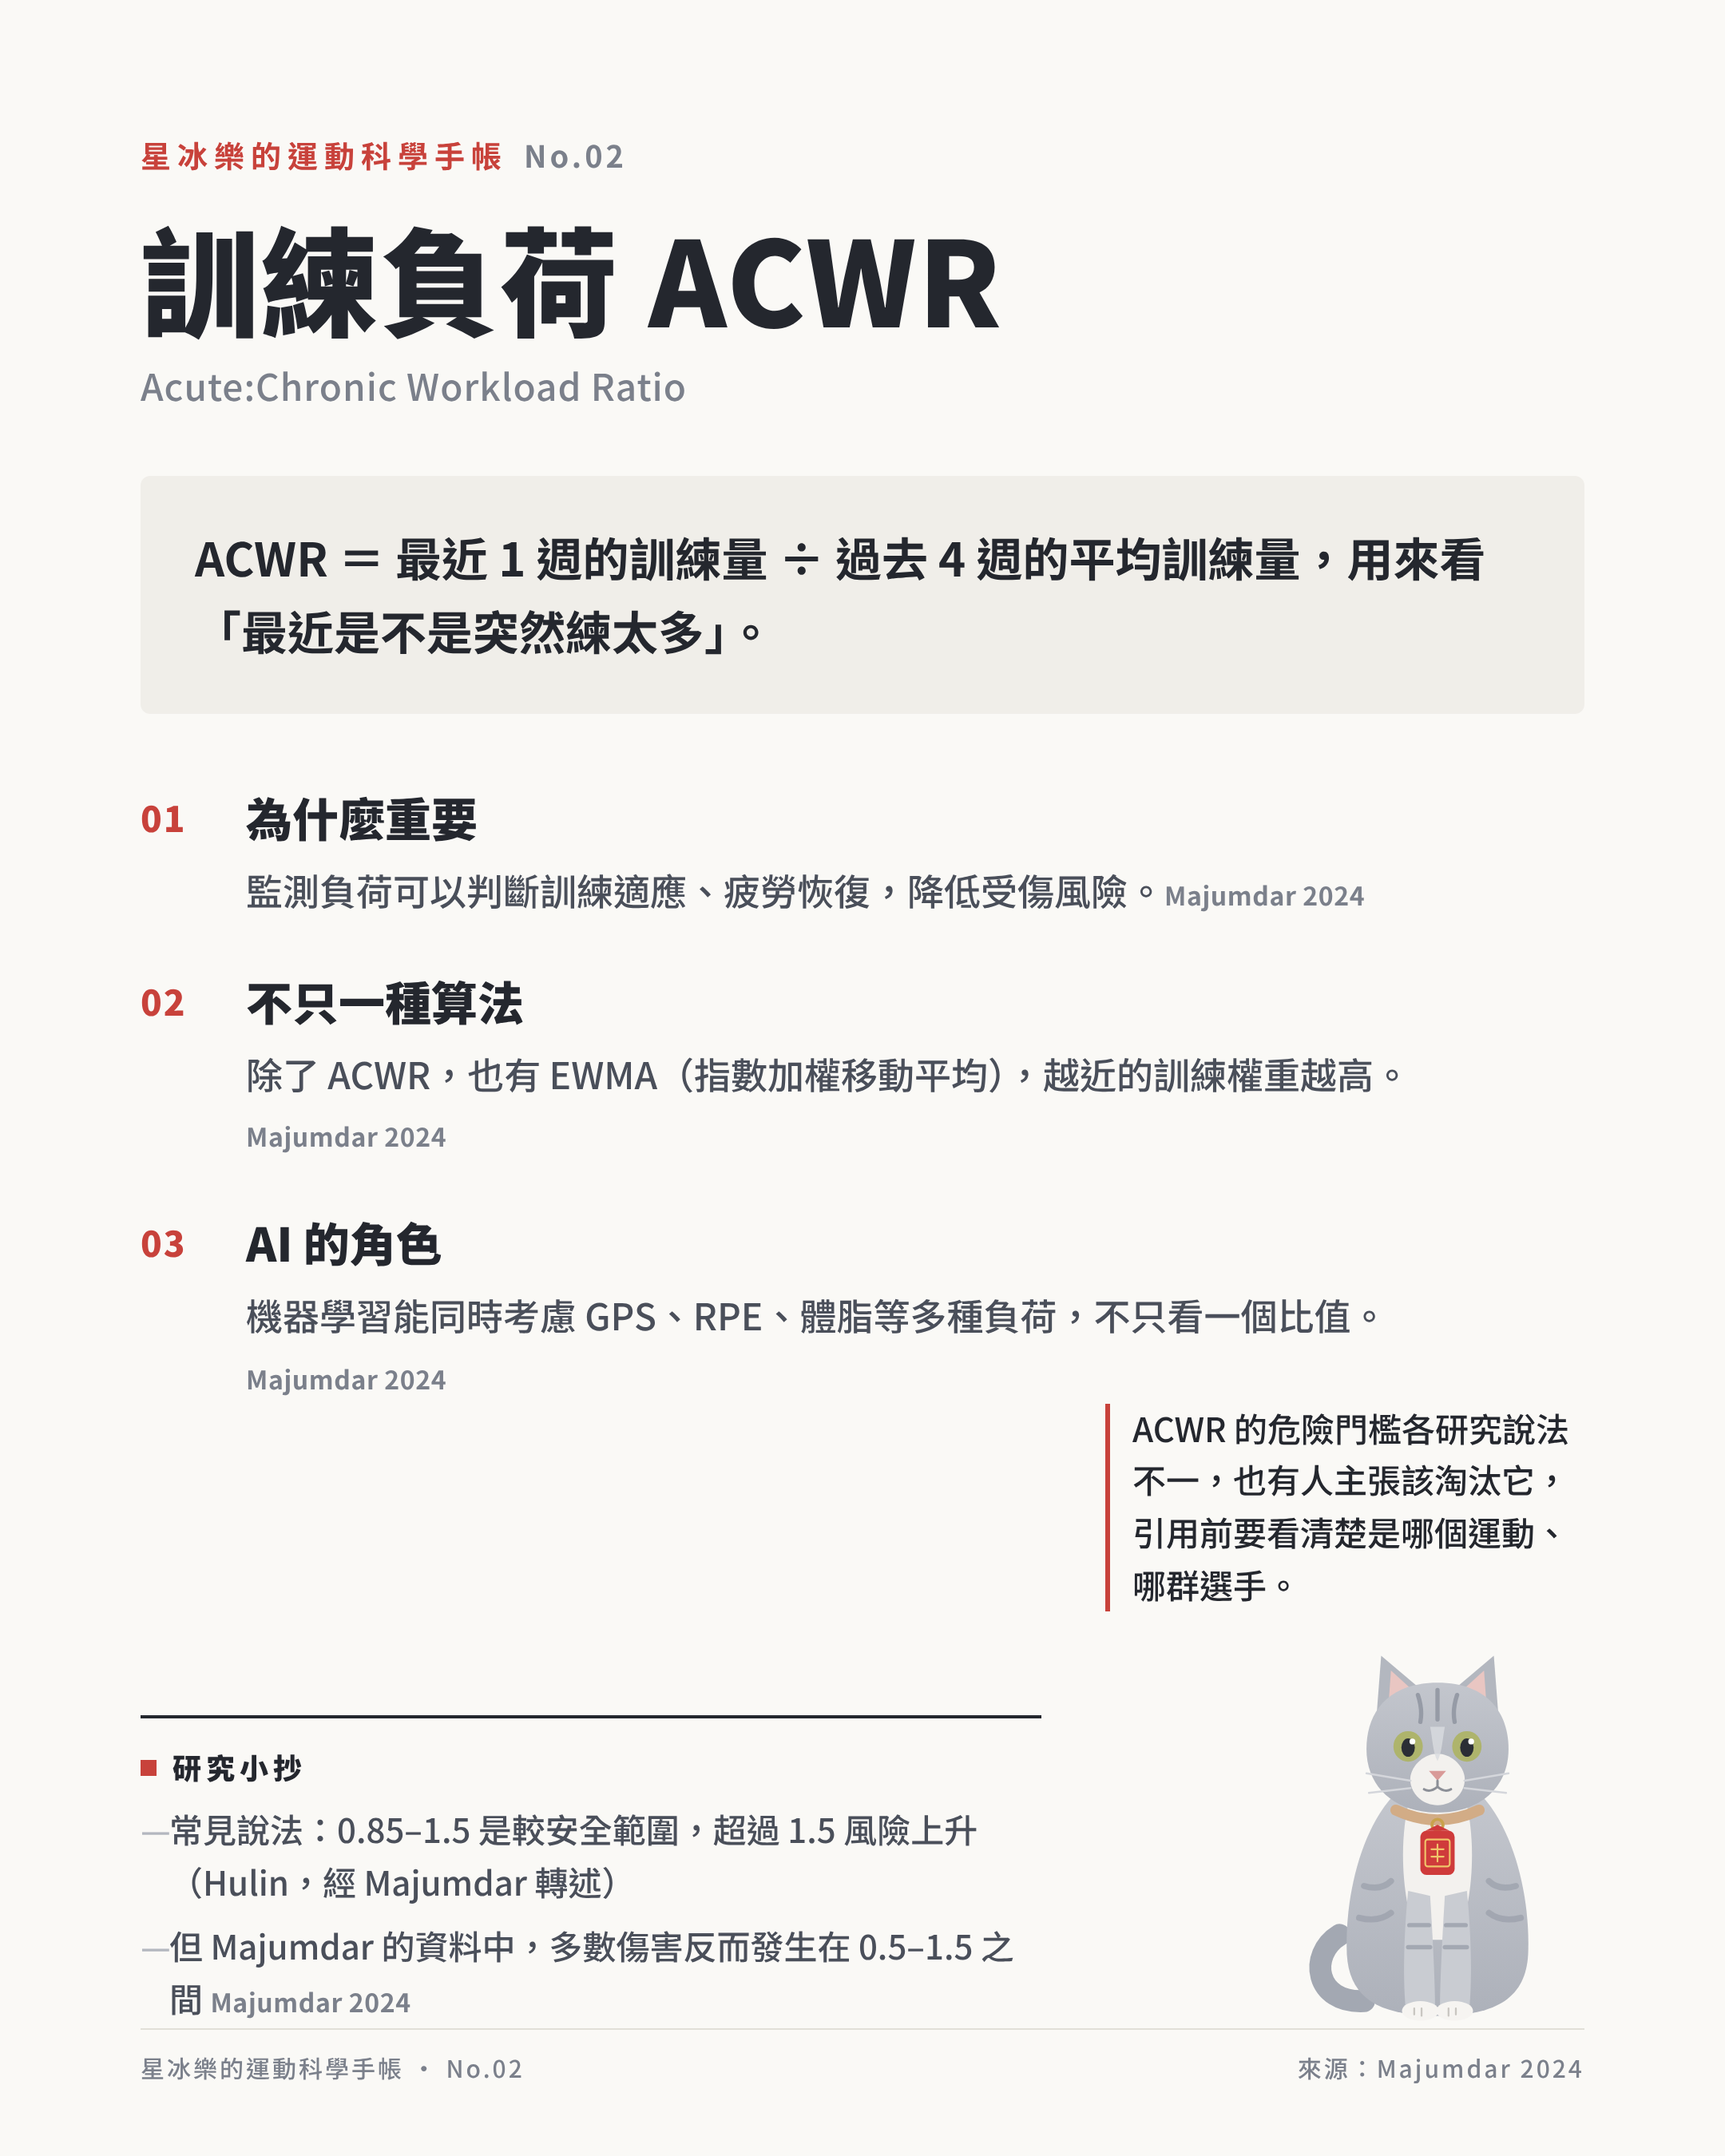 星冰樂的運動科學手帳 No.02
訓練負荷 ACWR
Acute:Chronic Workload Ratio
ACWR ＝ 最近 1 週的訓練量 ÷ 過去 4 週的平均訓練量，用來看
「最近是不是突然練太多」。
01 為什麼重要
監測負荷可以判斷訓練適應、疲勞恢復，降低受傷風險。Majumdar 2024
02 不只一種算法
除了 ACWR，也有 EWMA（指數加權移動平均），越近的訓練權重越高。
Majumdar 2024
03 AI 的角色
機器學習能同時考慮 GPS、RPE、體脂等多種負荷，不只看一個比值。
Majumdar 2024
ACWR 的危險門檻各研究說法
不一，也有人主張該淘汰它，
引用前要看清楚是哪個運動、
哪群選手。
研究小抄
—常見說法：0.85–1.5 是較安全範圍，超過 1.5 風險上升
（Hulin，經 Majumdar 轉述）
—但 Majumdar 的資料中，多數傷害反而發生在 0.5–1.5 之
間 Majumdar 2024
星冰樂的運動科學手帳 · No.02
來源：Majumdar 2024